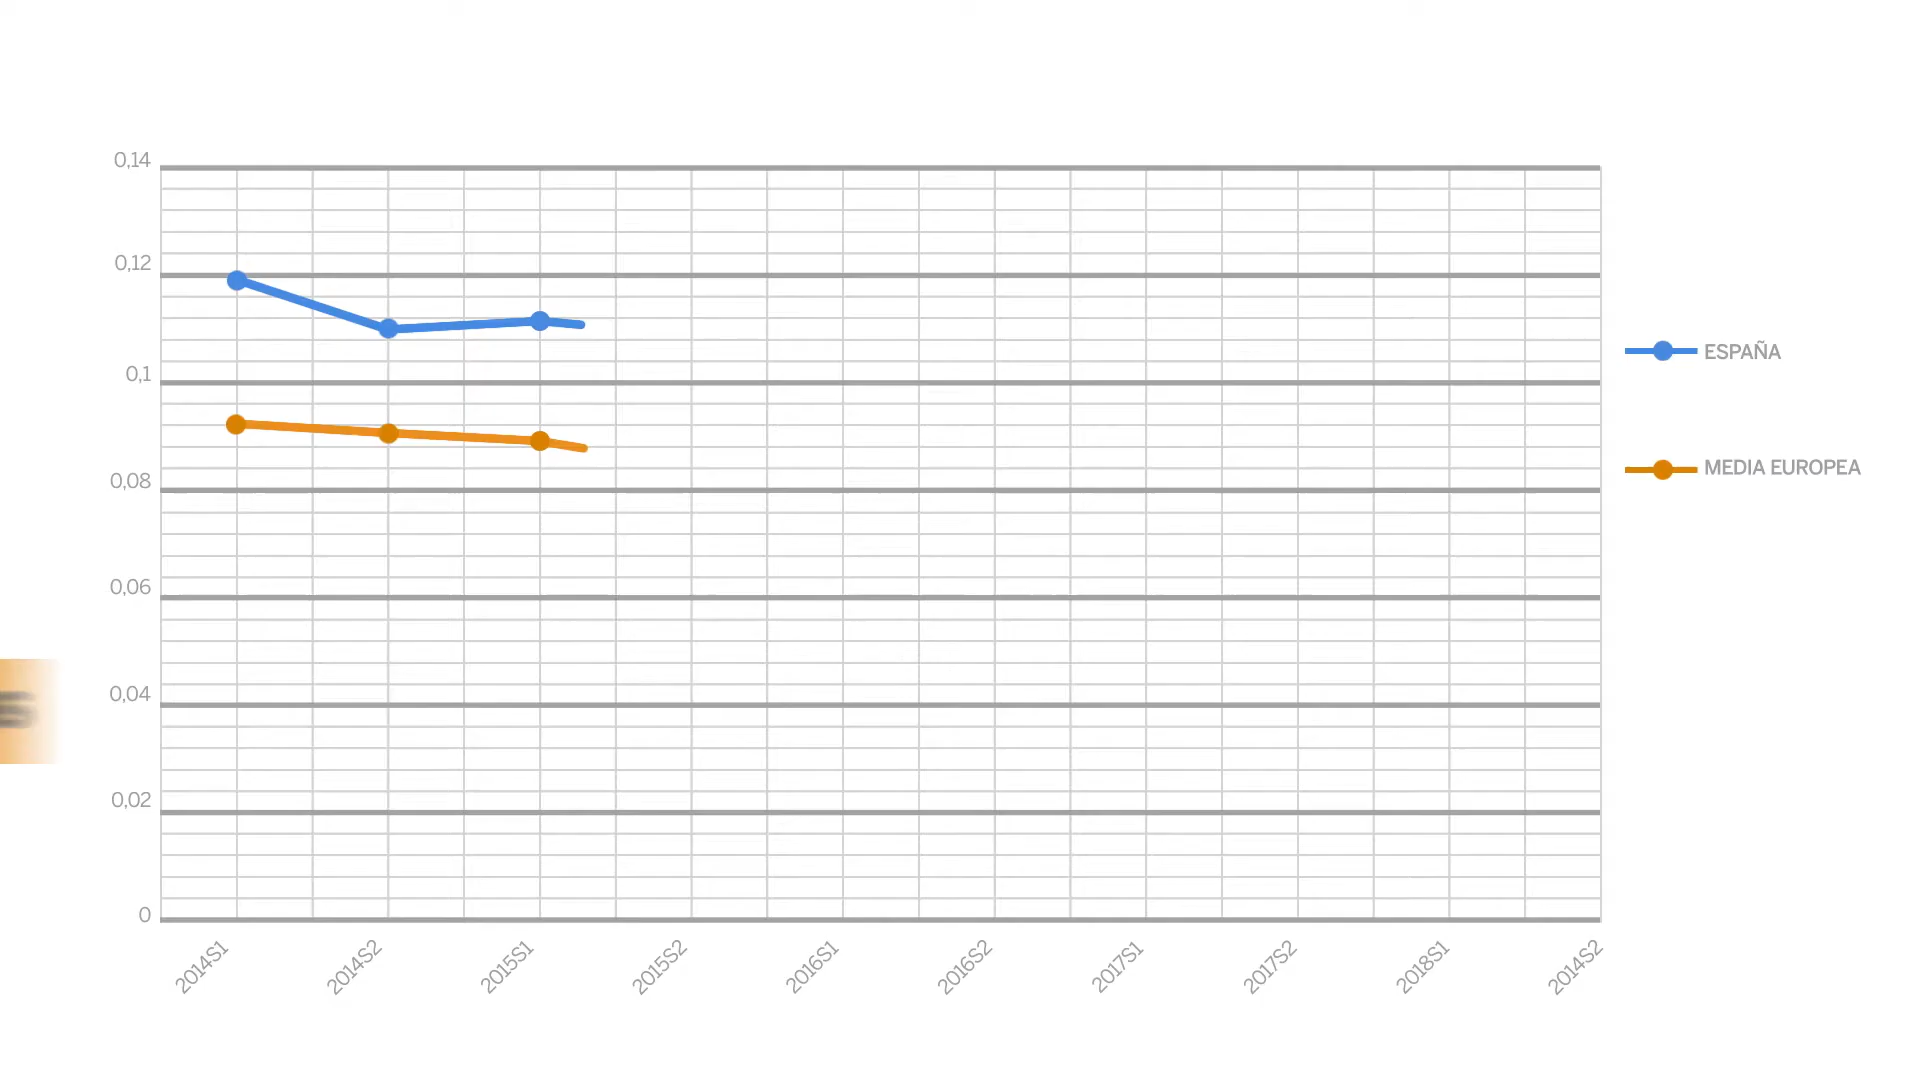 0,14
0,12
0,1
0,08
0,06
0,04
0,02
0
2014S1
2014S2
2015S1
2015S2
2016S1
2016S2
2017S1
2017S2
2018S1
2014S2
ESPAÑA
MEDIA EUROPEA